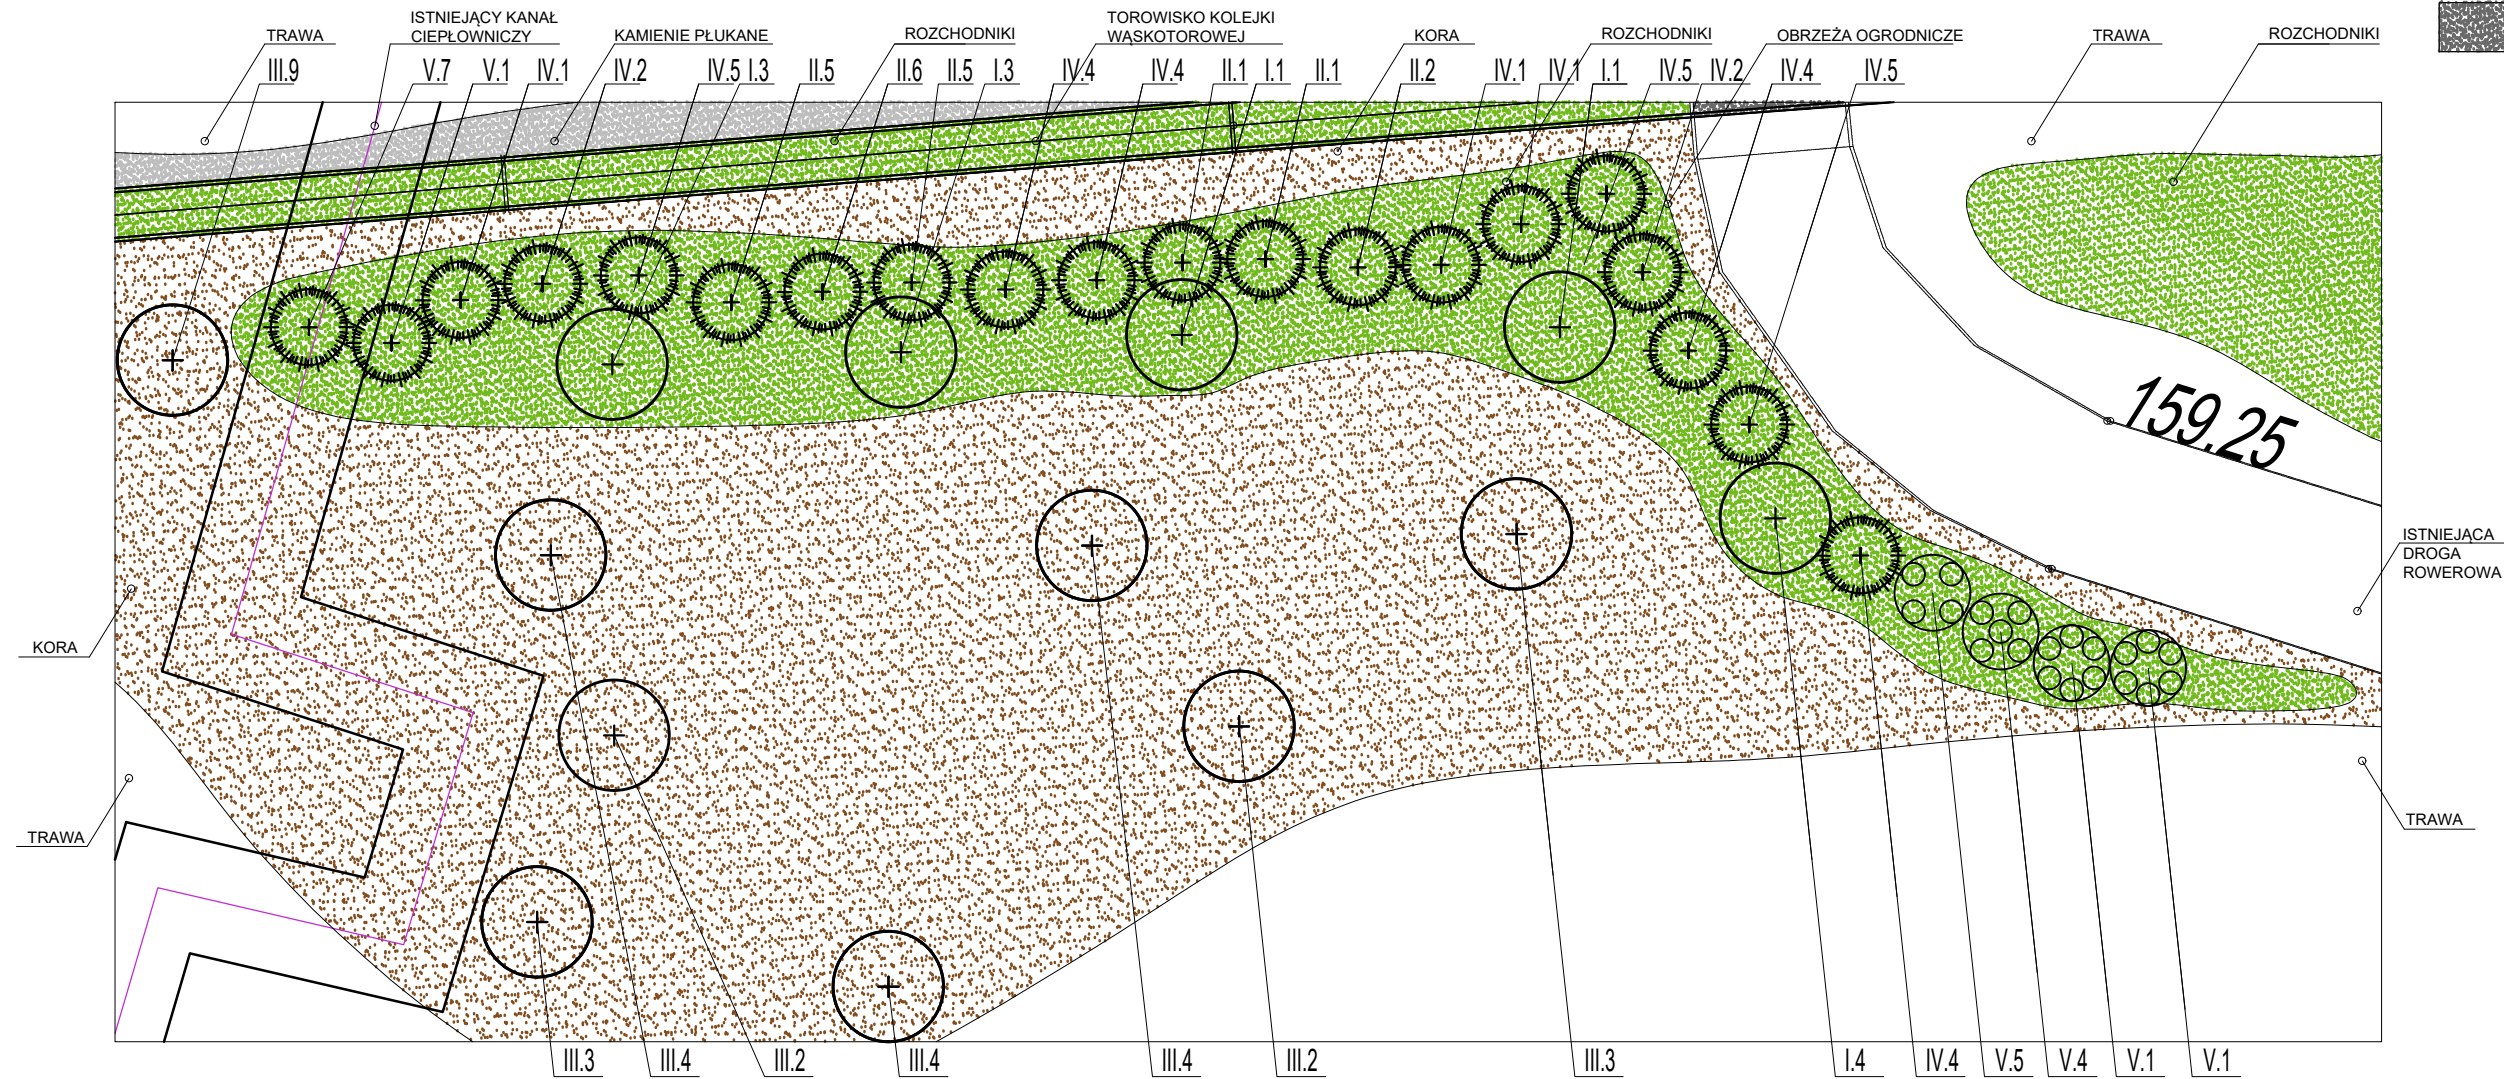 TRAWA
ISTNIEJĄCY KANAŁ
CIEPŁOWNICZY
KAMIENIE PŁUKANE
ROZCHODNIKI
TOROWISKO KOLEJKI
WĄSKOTOROWEJ
KORA
ROZCHODNIKI
OBRZEŻA OGRODNICZE
TRAWA
ROZCHODNIKI
III.9
V.7
V.1
IV.1
IV.2
IV.5
I.3
II.5
II.6
II.5
I.3
IV.4
IV.4
II.1
I.1
II.1
II.2
IV.1
IV.1
I.1
IV.5
IV.2
IV.4
IV.5
159.25
ISTNIEJĄCA
DROGA
ROWEROWA
KORA
TRAWA
TRAWA
III.3
III.4
III.2
III.4
III.4
III.2
III.3
I.4
IV.4
V.5
V.4
V.1
V.1